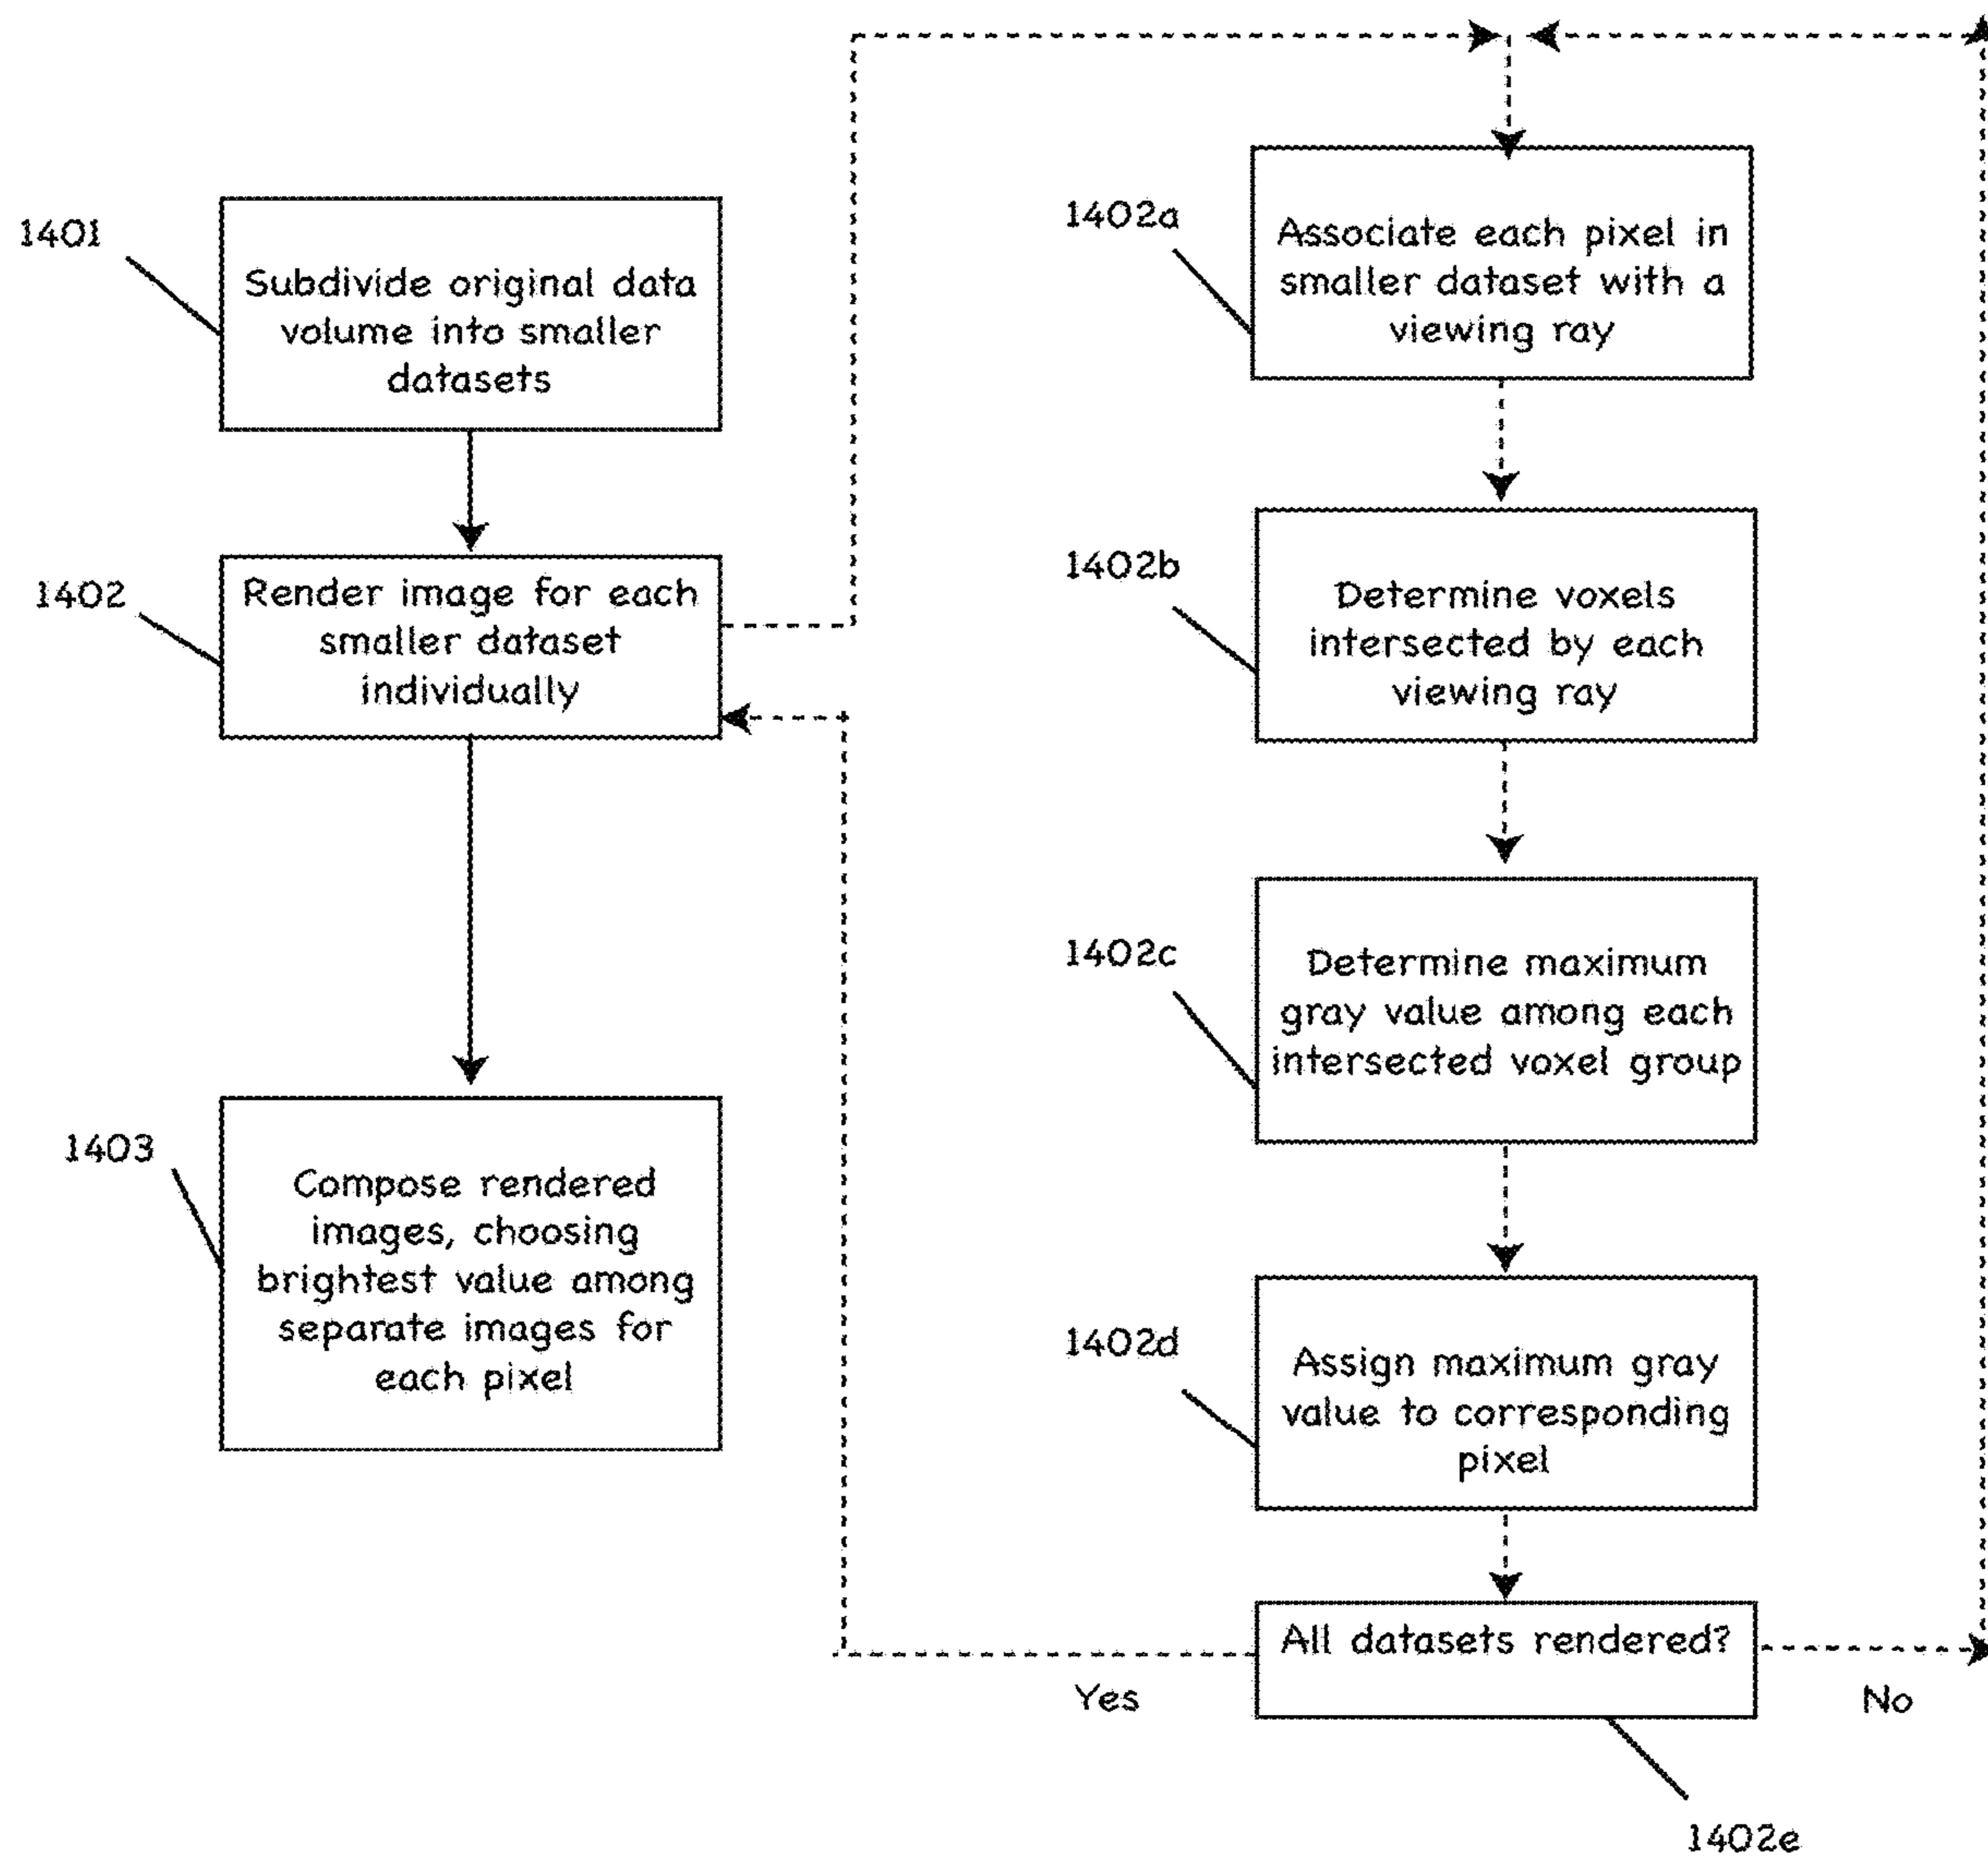 1401
Subdivide original data
volume into smaller
datasets
1402
Render image for each
smaller dataset
individually
1403
Compose rendered
images, choosing
brightest value among
separate images for
each pixel
1402a
Associate each pixel in
smaller dataset with a
viewing ray
1402b
Determine voxels
intersected by each
viewing ray
1402c
Determine maximum
gray value among each
intersected voxel group
1402d
Assign maximum gray
value to corresponding
pixel
All datasets rendered?
Yes
No
1402e